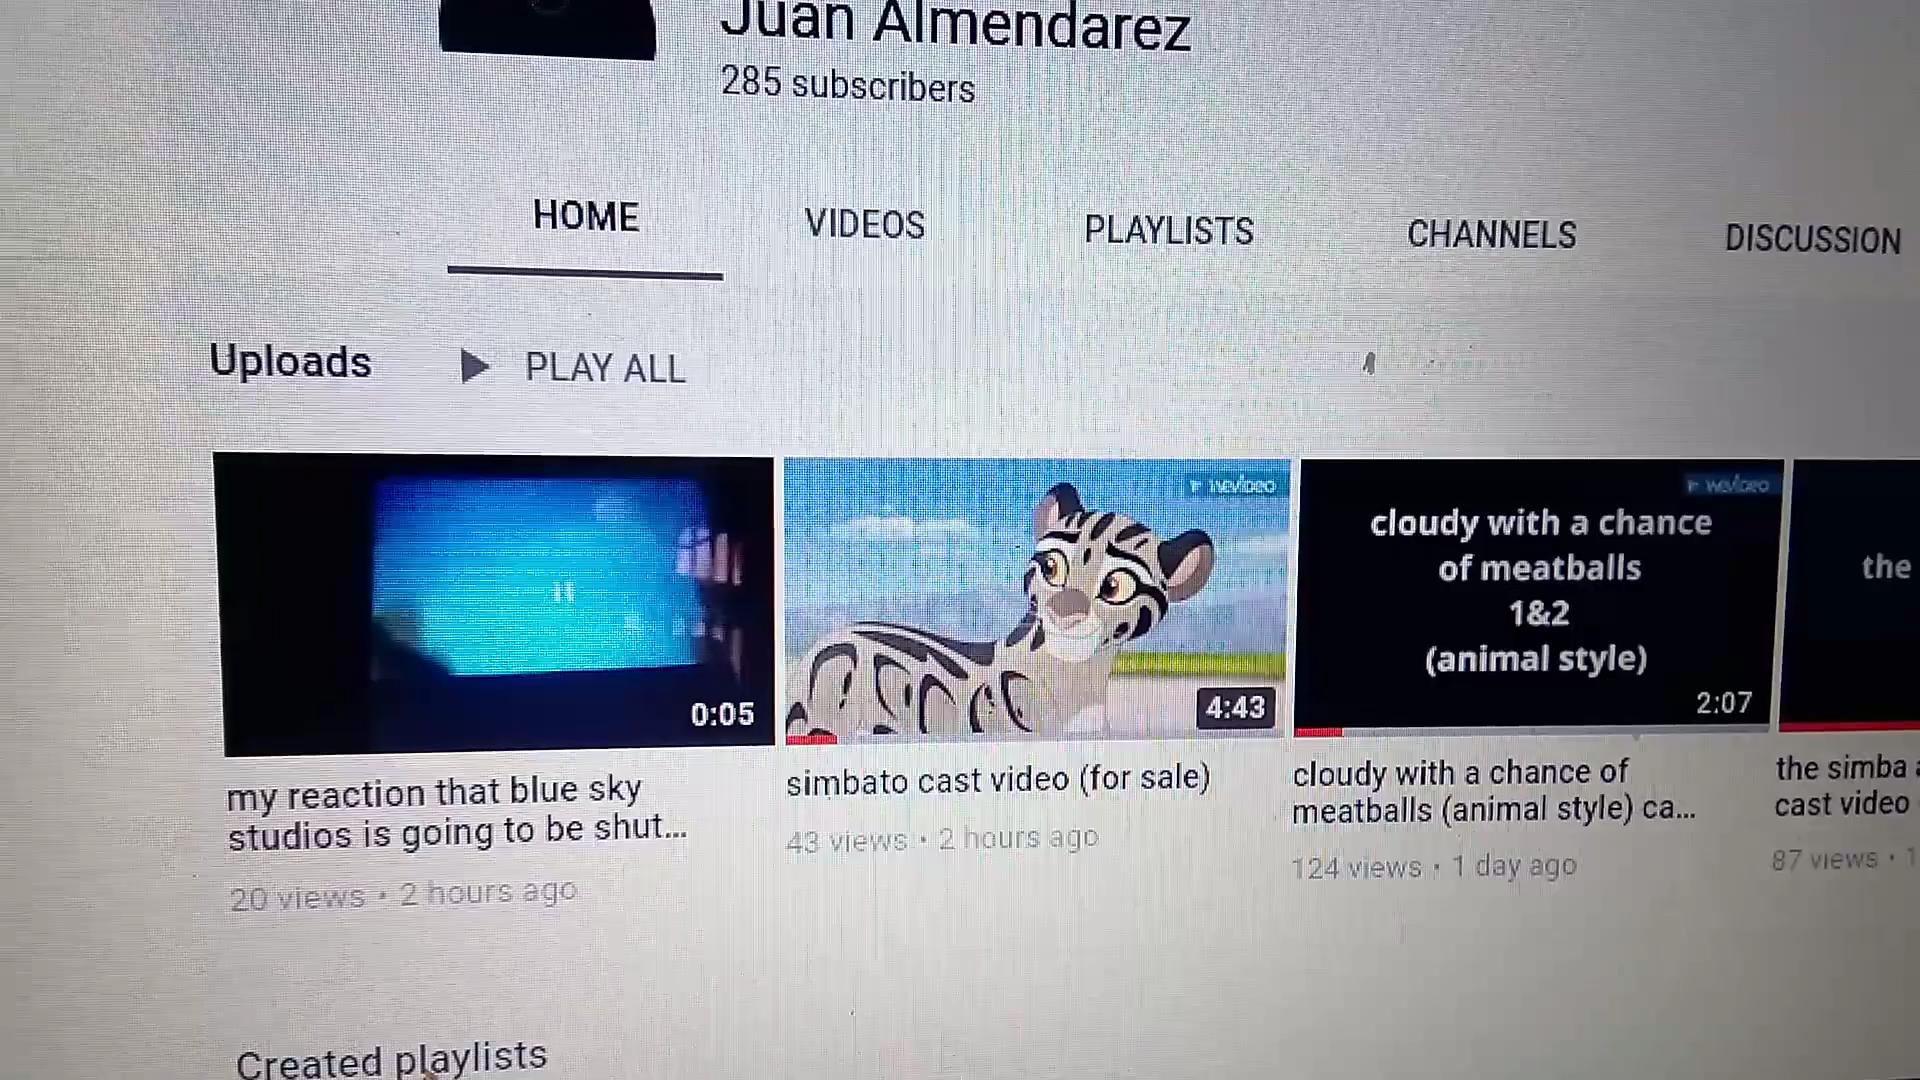 Juan Almendarez
285 subscribers
HOME VIDEOS PLAYLISTS CHANNELS DISCUSSION
Uploads PLAY ALL
WeVideo
WeVideo
cloudy with a chance
of meatballs
1&2
(animal style)
the
0:05
4:43
2:07
my reaction that blue sky
studios is going to be shut...
20 views • 2 hours ago
simbato cast video (for sale)
43 views • 2 hours ago
cloudy with a chance of
meatballs (animal style) ca...
124 views • 1 day ago
the simba
cast video
87 views • 1
Created playlists